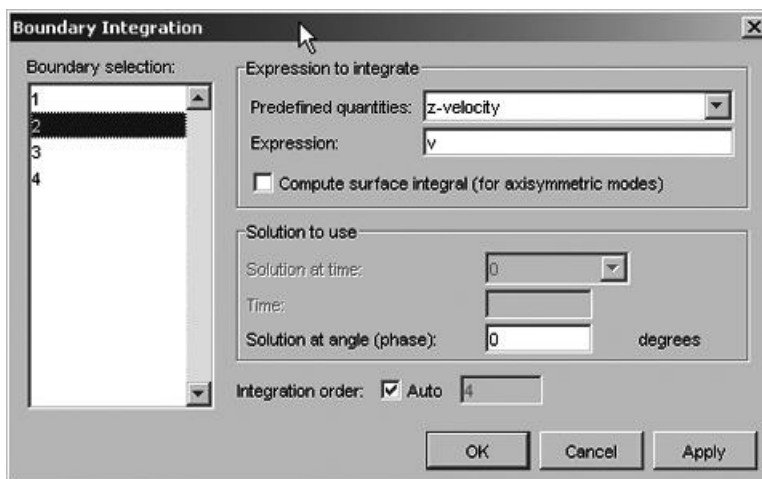 Boundary Integration
Boundary selection:
1
2
3
4
Expression to integrate
Predefined quantities: z-velocity
Expression: v
Compute surface integral (for axisymmetric modes)
Solution to use
Solution at time: 0
Time:
Solution at angle (phase): 0 degrees
Integration order: Auto 4
OK Cancel Apply